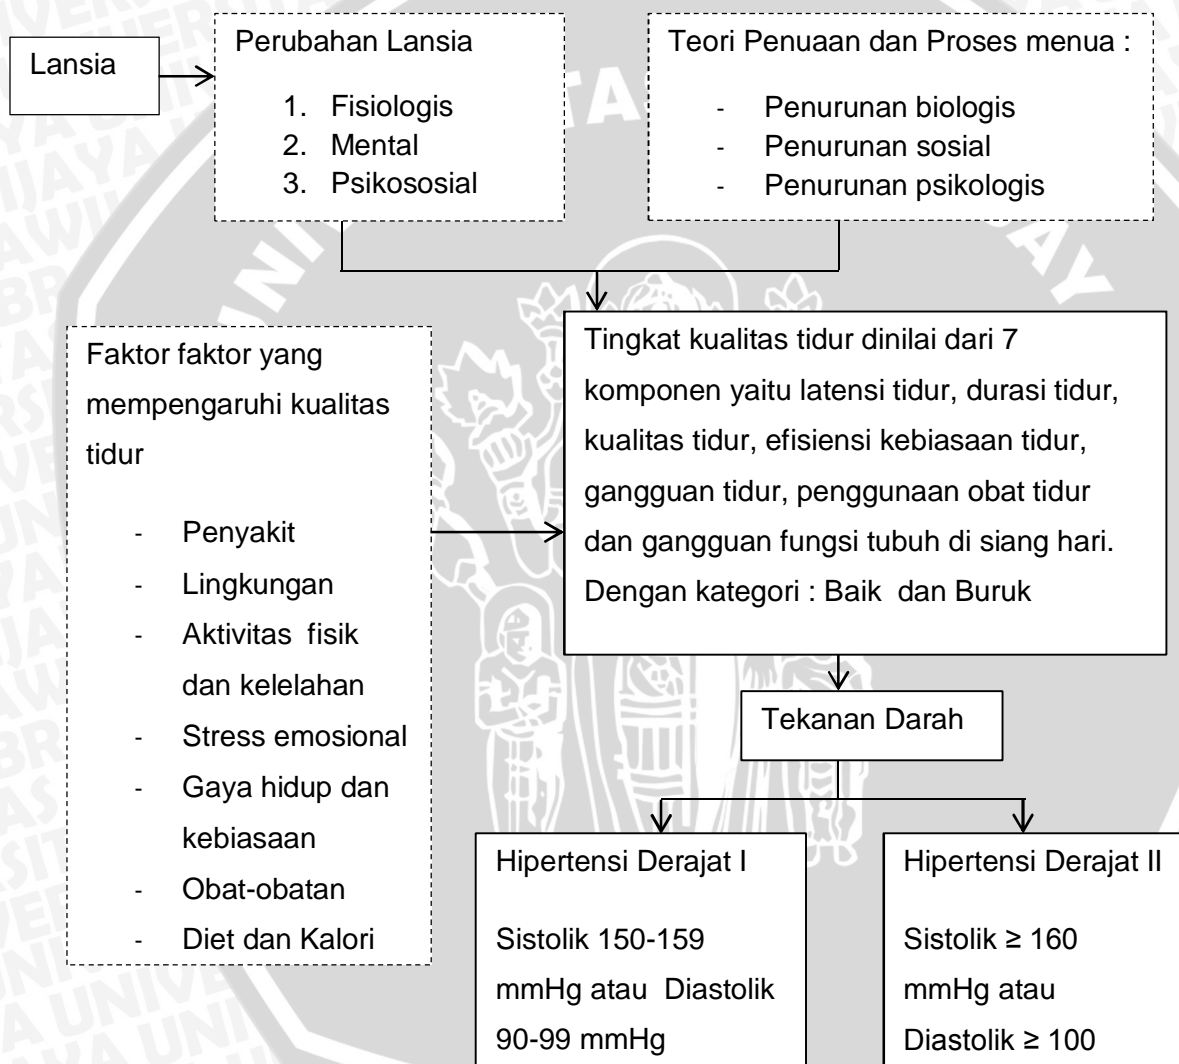 Lansia
Perubahan Lansia
1. Fisiologis
2. Mental
3. Psikososial
Teori Penuaan dan Proses menua :
- Penurunan biologis
- Penurunan sosial
- Penurunan psikologis
Faktor faktor yang
mempengaruhi kualitas
tidur
- Penyakit
- Lingkungan
- Aktivitas fisik
dan kelelahan
- Stress emosional
- Gaya hidup dan
kebiasaan
- Obat-obatan
- Diet dan Kalori
Tingkat kualitas tidur dinilai dari 7
komponen yaitu latensi tidur, durasi tidur,
kualitas tidur, efisiensi kebiasaan tidur,
gangguan tidur, penggunaan obat tidur
dan gangguan fungsi tubuh di siang hari.
Dengan kategori : Baik dan Buruk
Tekanan Darah
Hipertensi Derajat I
Sistolik 150-159
mmHg atau Diastolik
90-99 mmHg
Hipertensi Derajat II
Sistolik ≥ 160
mmHg atau
Diastolik ≥ 100